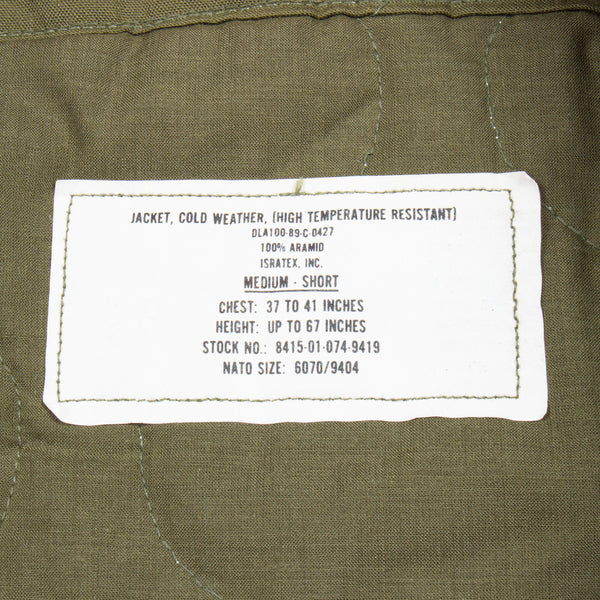 JACKET, COLD WEATHER, (HIGH TEMPERATURE RESISTANT)
DLA100-89-C-0427
100% ARAMID
ISRATEX, INC.
MEDIUM - SHORT
CHEST: 37 TO 41 INCHES
HEIGHT: UP TO 67 INCHES
STOCK NO.: 8415-01-074-9419
NATO SIZE: 6070/9404